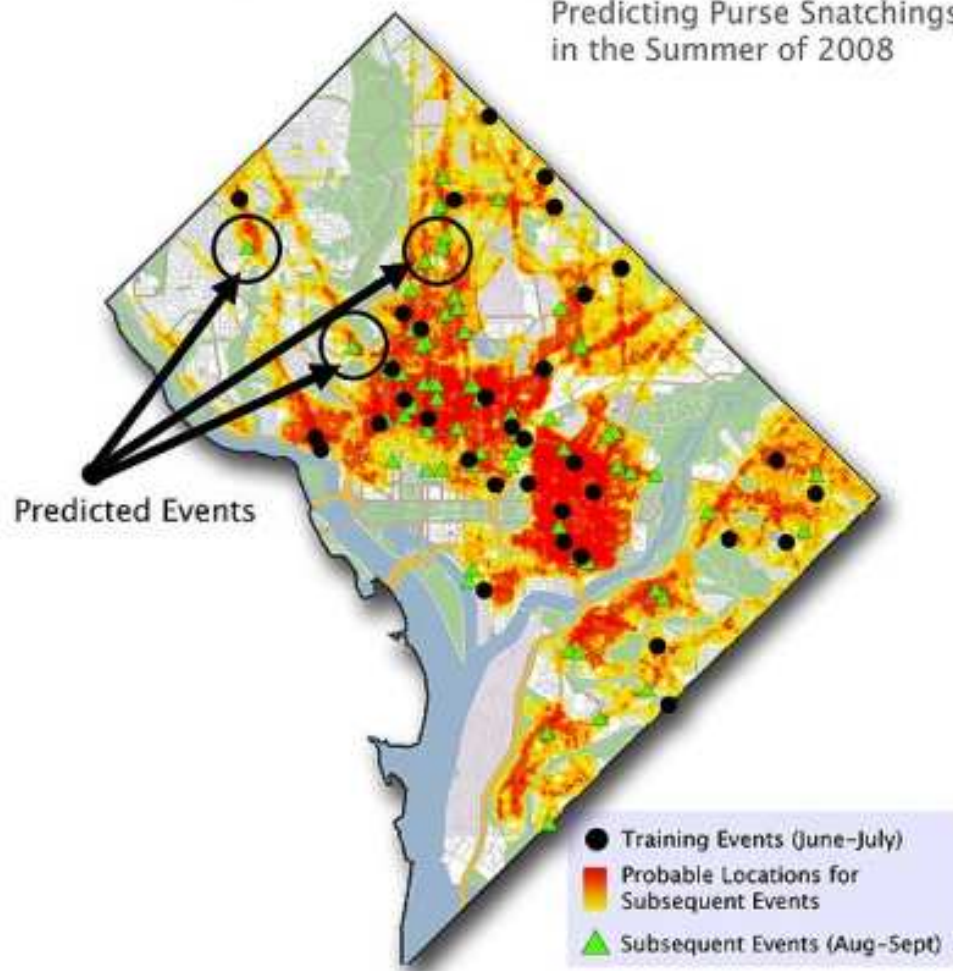 Predicting Purse Snatchings
in the Summer of 2008
Predicted Events
Training Events (June-July)
Probable Locations for
Subsequent Events
Subsequent Events (Aug-Sept)